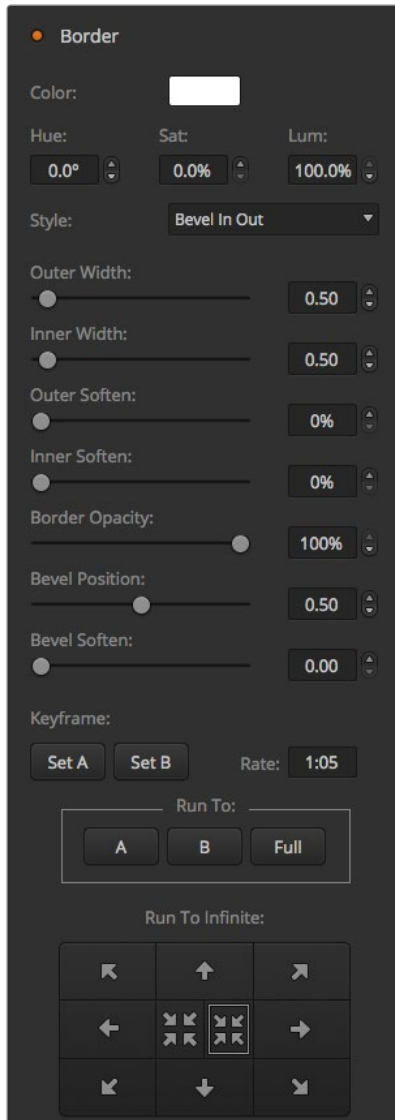 Border
Color:
Hue: Sat: Lum:
0.0° 0.0% 100.0%
Style: Bevel In Out
Outer Width:
0.50
Inner Width:
0.50
Outer Soften:
0%
Inner Soften:
0%
Border Opacity:
100%
Bevel Position:
0.50
Bevel Soften:
0.00
Keyframe:
Set A Set B Rate: 1:05
Run To:
A B Full
Run To Infinite: